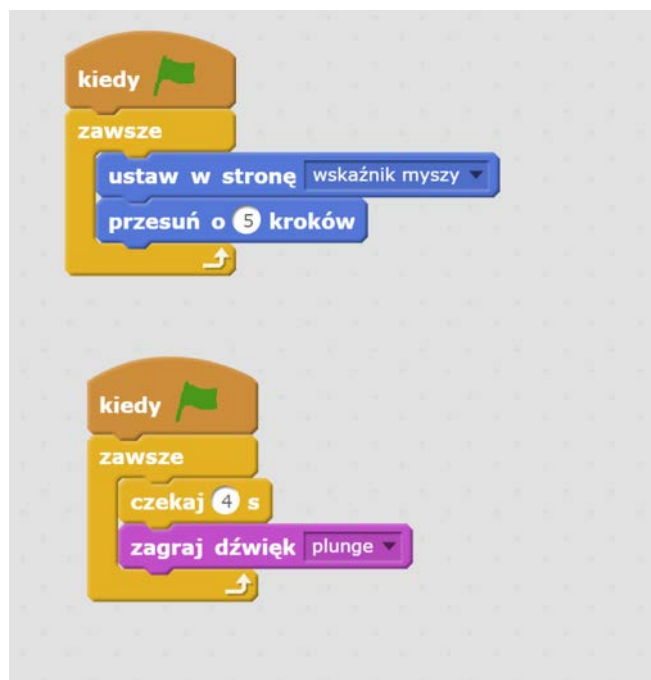 kiedy
zawsze
ustaw w stronę wskaźnik myszy
przesuń o 5 kroków
kiedy
zawsze
czekaj 4 s
zagraj dźwięk plunge